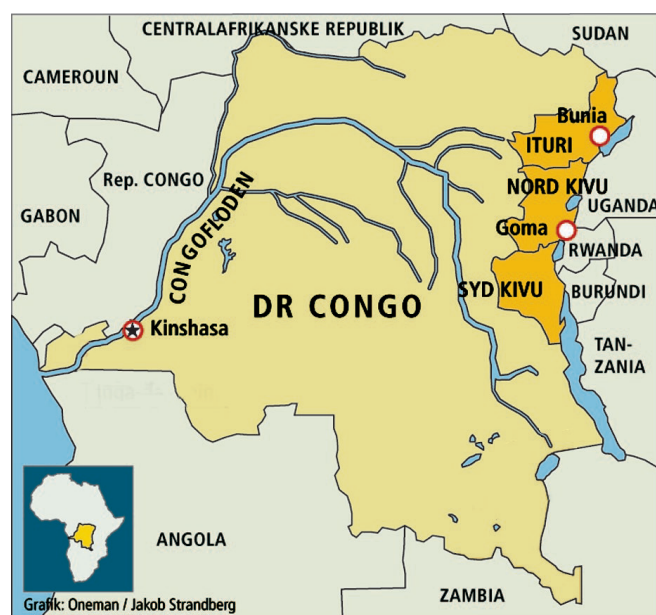 CENTRALAFRIKANSKE REPUBLIK
SUDAN
CAMEROUN
Bunia
ITURI
Rep. CONGO
NORD KIVU
UGANDA
GABON
CONGOFLODEN
Goma
RWANDA
SYD KIVU
BURUNDI
DR CONGO
Kinshasa
TAN-
ZANIA
ANGOLA
ZAMBIA
Grafik: Oneman / Jakob Strandberg